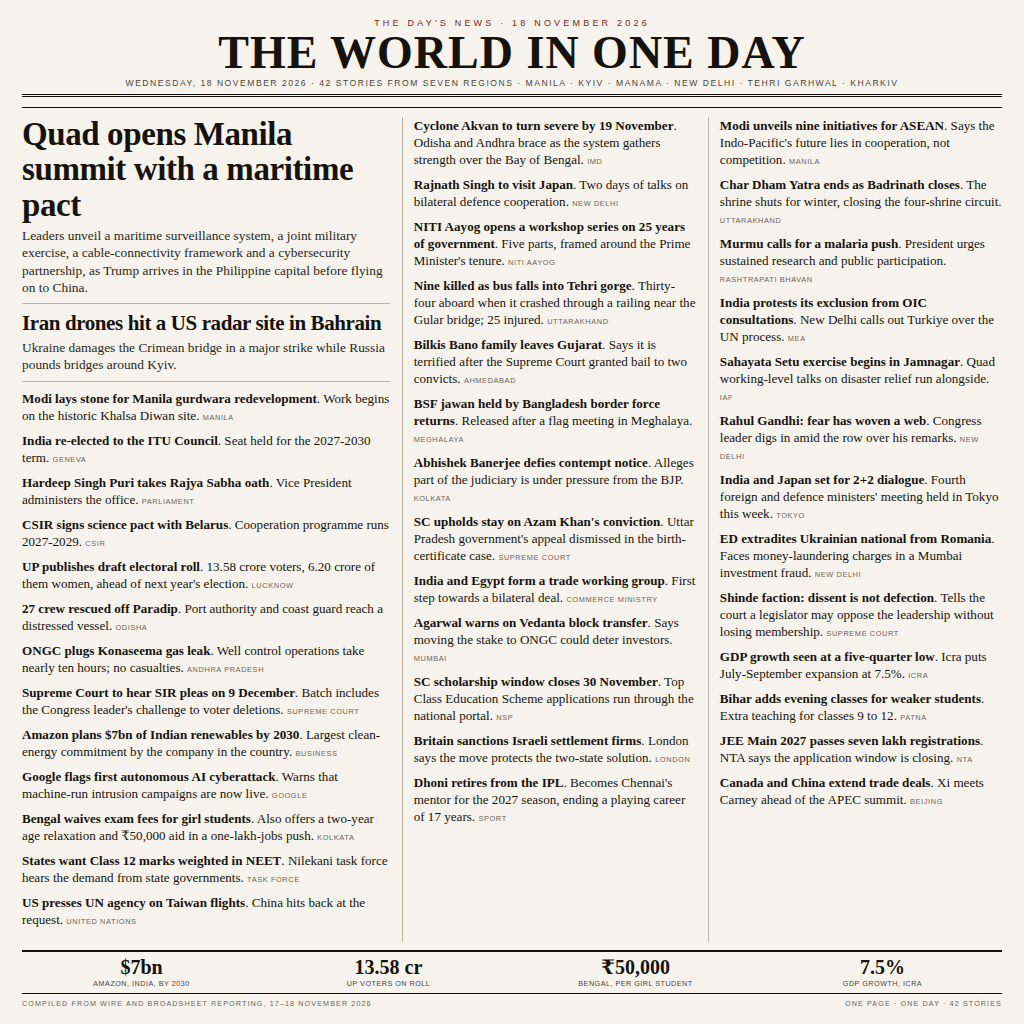 THE DAY'S NEWS · 18 NOVEMBER 2026
THE WORLD IN ONE DAY
WEDNESDAY, 18 NOVEMBER 2026 · 42 STORIES FROM SEVEN REGIONS · MANILA · KYIV · MANAMA · NEW DELHI · TEHRI GARHWAL · KHARKIV
Quad opens Manila
summit with a maritime
pact
Leaders unveil a maritime surveillance system, a joint military
exercise, a cable-connectivity framework and a cybersecurity
partnership, as Trump arrives in the Philippine capital before flying
on to China.
Iran drones hit a US radar site in Bahrain
Ukraine damages the Crimean bridge in a major strike while Russia
pounds bridges around Kyiv.
Modi lays stone for Manila gurdwara redevelopment. Work begins
on the historic Khalsa Diwan site. MANILA
India re-elected to the ITU Council. Seat held for the 2027-2030
term. GENEVA
Hardeep Singh Puri takes Rajya Sabha oath. Vice President
administers the office. PARLIAMENT
CSIR signs science pact with Belarus. Cooperation programme runs
2027-2029. CSIR
UP publishes draft electoral roll. 13.58 crore voters, 6.20 crore of
them women, ahead of next year's election. LUCKNOW
27 crew rescued off Paradip. Port authority and coast guard reach a
distressed vessel. ODISHA
ONGC plugs Konaseema gas leak. Well control operations take
nearly ten hours; no casualties. ANDHRA PRADESH
Supreme Court to hear SIR pleas on 9 December. Batch includes
the Congress leader's challenge to voter deletions. SUPREME COURT
Amazon plans $7bn of Indian renewables by 2030. Largest clean-
energy commitment by the company in the country. BUSINESS
Google flags first autonomous AI cyberattack. Warns that
machine-run intrusion campaigns are now live. GOOGLE
Bengal waives exam fees for girl students. Also offers a two-year
age relaxation and ₹50,000 aid in a one-lakh-jobs push. KOLKATA
States want Class 12 marks weighted in NEET. Nilekani task force
hears the demand from state governments. TASK FORCE
US presses UN agency on Taiwan flights. China hits back at the
request. UNITED NATIONS
Cyclone Akvan to turn severe by 19 November.
Odisha and Andhra brace as the system gathers
strength over the Bay of Bengal. IMD
Rajnath Singh to visit Japan. Two days of talks on
bilateral defence cooperation. NEW DELHI
NITI Aayog opens a workshop series on 25 years
of government. Five parts, framed around the Prime
Minister's tenure. NITI AAYOG
Nine killed as bus falls into Tehri gorge. Thirty-
four aboard when it crashed through a railing near the
Gular bridge; 25 injured. UTTARAKHAND
Bilkis Bano family leaves Gujarat. Says it is
terrified after the Supreme Court granted bail to two
convicts. AHMEDABAD
BSF jawan held by Bangladesh border force
returns. Released after a flag meeting in Meghalaya.
MEGHALAYA
Abhishek Banerjee defies contempt notice. Alleges
part of the judiciary is under pressure from the BJP.
KOLKATA
SC upholds stay on Azam Khan's conviction. Uttar
Pradesh government's appeal dismissed in the birth-
certificate case. SUPREME COURT
India and Egypt form a trade working group. First
step towards a bilateral deal. COMMERCE MINISTRY
Agarwal warns on Vedanta block transfer. Says
moving the stake to ONGC could deter investors.
MUMBAI
SC scholarship window closes 30 November. Top
Class Education Scheme applications run through the
national portal. NSP
Britain sanctions Israeli settlement firms. London
says the move protects the two-state solution. LONDON
Dhoni retires from the IPL. Becomes Chennai's
mentor for the 2027 season, ending a playing career
of 17 years. SPORT
Modi unveils nine initiatives for ASEAN. Says the
Indo-Pacific's future lies in cooperation, not
competition. MANILA
Char Dham Yatra ends as Badrinath closes. The
shrine shuts for winter, closing the four-shrine circuit.
UTTARAKHAND
Murmu calls for a malaria push. President urges
sustained research and public participation.
RASHTRAPATI BHAVAN
India protests its exclusion from OIC
consultations. New Delhi calls out Turkiye over the
UN process. MEA
Sahayata Setu exercise begins in Jamnagar. Quad
working-level talks on disaster relief run alongside.
IAF
Rahul Gandhi: fear has woven a web. Congress
leader digs in amid the row over his remarks. NEW
DELHI
India and Japan set for 2+2 dialogue. Fourth
foreign and defence ministers' meeting held in Tokyo
this week. TOKYO
ED extradites Ukrainian national from Romania.
Faces money-laundering charges in a Mumbai
investment fraud. NEW DELHI
Shinde faction: dissent is not defection. Tells the
court a legislator may oppose the leadership without
losing membership. SUPREME COURT
GDP growth seen at a five-quarter low. Icra puts
July-September expansion at 7.5%. ICRA
Bihar adds evening classes for weaker students.
Extra teaching for classes 9 to 12. PATNA
JEE Main 2027 passes seven lakh registrations.
NTA says the application window is closing. NTA
Canada and China extend trade deals. Xi meets
Carney ahead of the APEC summit. BEIJING
$7bn
AMAZON, INDIA, BY 2030
13.58 cr
UP VOTERS ON ROLL
₹50,000
BENGAL, PER GIRL STUDENT
7.5%
GDP GROWTH, ICRA
COMPILED FROM WIRE AND BROADSHEET REPORTING, 17–18 NOVEMBER 2026
ONE PAGE · ONE DAY · 42 STORIES